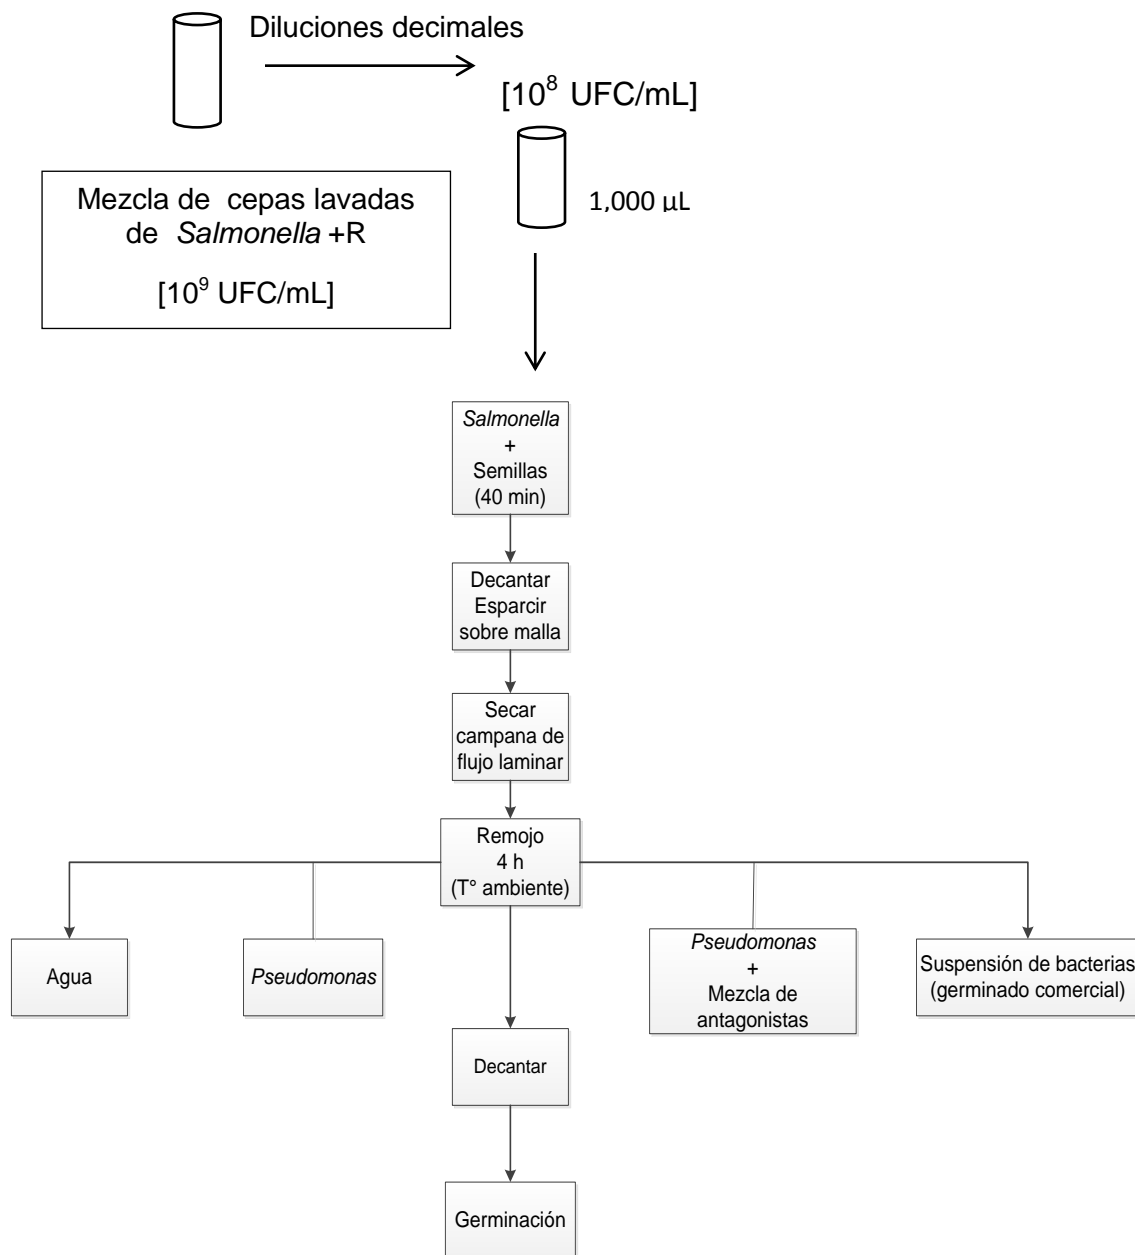 Diluciones decimales
[10⁸ UFC/mL]
1,000 µL
Mezcla de cepas lavadas
de Salmonella +R
[10⁹ UFC/mL]
Salmonella
+
Semillas
(40 min)
Decantar
Esparcir
sobre malla
Secar
campana de
flujo laminar
Remojo
4 h
(T° ambiente)
Agua
Pseudomonas
Pseudomonas
+
Mezcla de
antagonistas
Suspensión de bacterias
(germinado comercial)
Decantar
Germinación